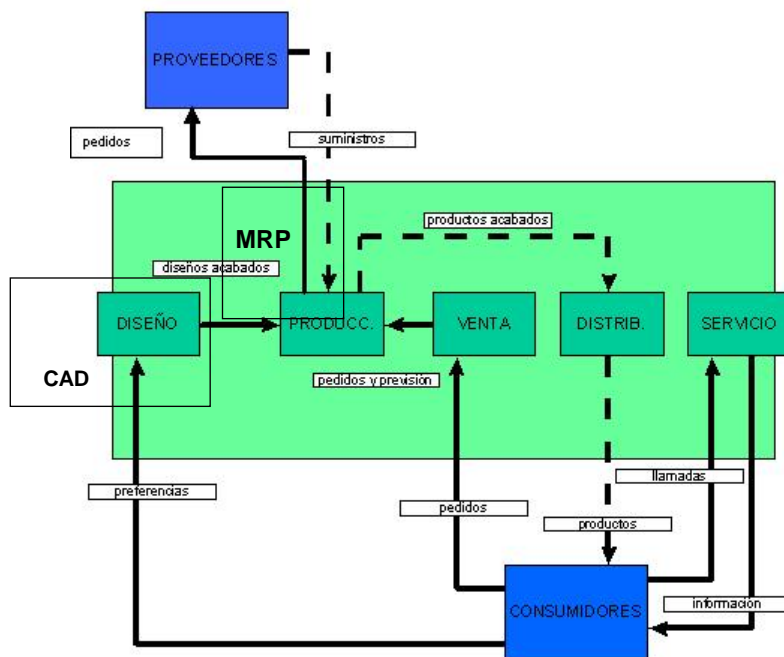 PROVEEDORES
pedidos
suministros
MRP
productos acabados
diseños acabados
DISEÑO
PRODUCC.
VENTA
DISTRIB.
SERVICIO
CAD
pedidos y previsión
llamadas
preferencias
pedidos
productos
CONSUMIDORES
información